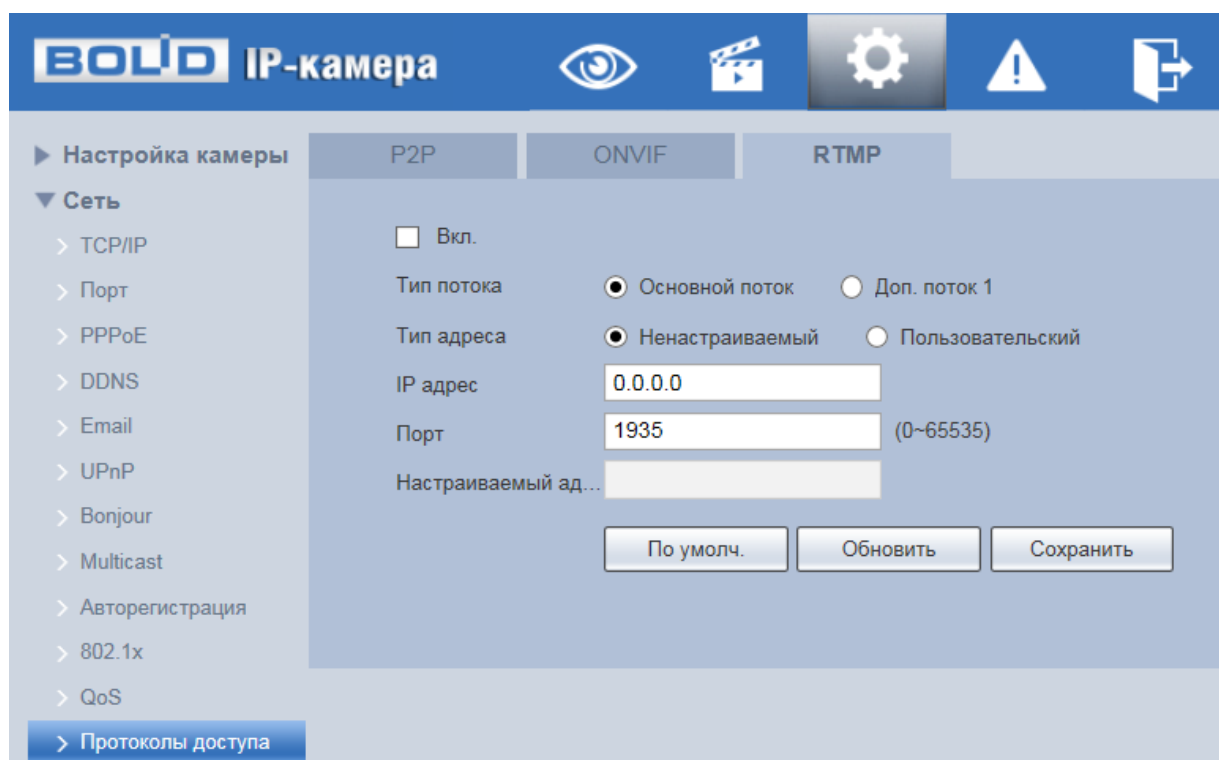 BOLID IP-камера
Настройка камеры
Сеть
TCP/IP
Порт
PPPoE
DDNS
Email
UPnP
Bonjour
Multicast
Авторегистрация
802.1x
QoS
Протоколы доступа
P2P ONVIF RTMP
Вкл.
Тип потока Основной поток Доп. поток 1
Тип адреса Ненастраиваемый Пользовательский
IP адрес 0.0.0.0
Порт 1935 (0~65535)
Настраиваемый ад...
По умолч. Обновить Сохранить